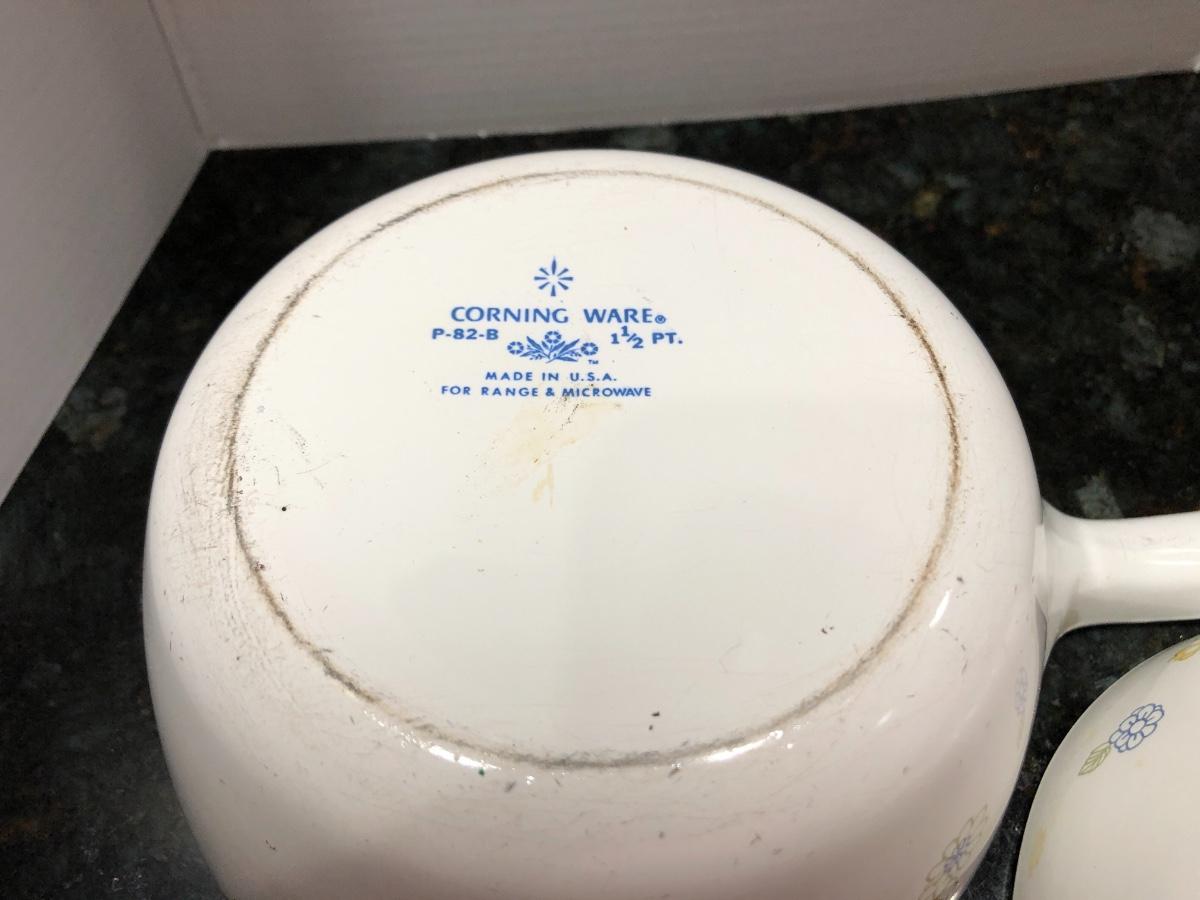 CORNING WARE®
P-82-B 1½ PT.
TM
MADE IN U.S.A.
FOR RANGE & MICROWAVE